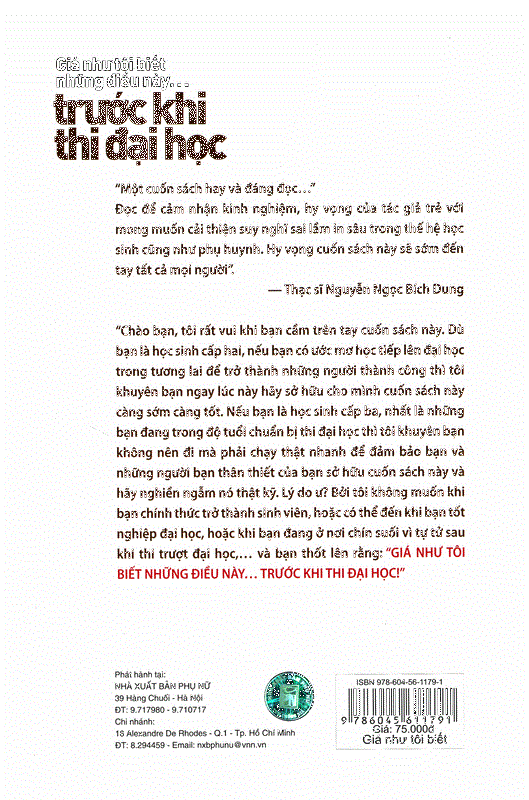 Giá như tôi biết
những điều này...
trước khi
thi đại học
“Một cuốn sách hay và đáng đọc...”
Đọc để cảm nhận kinh nghiệm, hy vọng của tác giả trẻ với
mong muốn cải thiện suy nghĩ sai lầm in sâu trong thế hệ học
sinh cũng như phụ huynh. Hy vọng cuốn sách này sẽ sớm đến
tay tất cả mọi người”.
— Thạc sĩ Nguyễn Ngọc Bích Dung
“Chào bạn, tôi rất vui khi bạn cầm trên tay cuốn sách này. Dù
bạn là học sinh cấp hai, nếu bạn có ước mơ học tiếp lên đại học
trong tương lai để trở thành những người thành công thì tôi
khuyên bạn ngay lúc này hãy sở hữu cho mình cuốn sách này
càng sớm càng tốt. Nếu bạn là học sinh cấp ba, nhất là những
bạn đang trong độ tuổi chuẩn bị thi đại học thì tôi khuyên bạn
không nên đi mà phải chạy thật nhanh để đảm bảo bạn và
những người bạn thân thiết của bạn sở hữu cuốn sách này và
hãy nghiền ngẫm nó thật kỹ. Lý do ư? Bởi tôi không muốn khi
bạn chính thức trở thành sinh viên, hoặc có thể đến khi bạn tốt
nghiệp đại học, hoặc khi bạn đang ở nơi chín suối vì tự tử sau
khi thi trượt đại học,... và bạn thốt lên rằng: “GIÁ NHƯ TÔI
BIẾT NHỮNG ĐIỀU NÀY... TRƯỚC KHI THI ĐẠI HỌC!”
Phát hành tại:
NHÀ XUẤT BẢN PHỤ NỮ
39 Hàng Chuối - Hà Nội
ĐT: 9.717980 - 9.710717
Chi nhánh:
13 Alexandre De Rhodes - Q.1 - Tp. Hồ Chí Minh
ĐT: 8.294459 - Email: nxbphunu@vnn.vn
ISBN 978-604-56-1179-1
9 786045 611791
Giá: 75.000đ
Giá như tôi biết